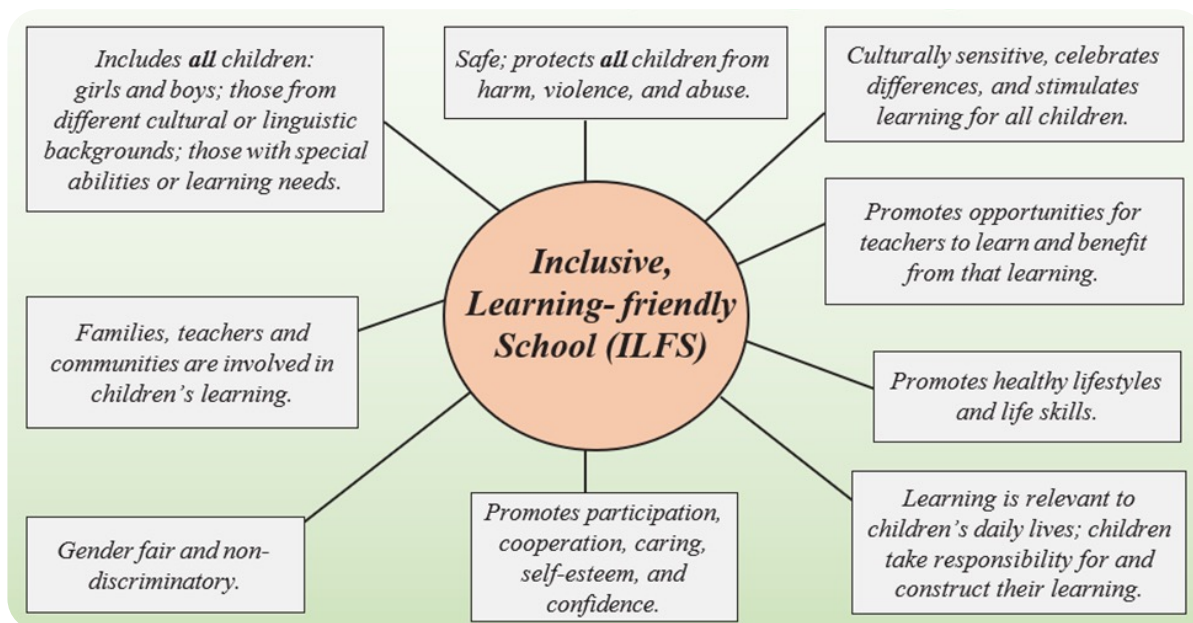 Includes all children:
girls and boys; those from
different cultural or linguistic
backgrounds; those with special
abilities or learning needs.
Safe; protects all children from
harm, violence, and abuse.
Culturally sensitive, celebrates
differences, and stimulates
learning for all children.
Promotes opportunities for
teachers to learn and benefit
from that learning.
Inclusive,
Learning- friendly
School (ILFS)
Families, teachers and
communities are involved in
children’s learning.
Promotes healthy lifestyles
and life skills.
Gender fair and non-
discriminatory.
Promotes participation,
cooperation, caring,
self-esteem, and
confidence.
Learning is relevant to
children’s daily lives; children
take responsibility for and
construct their learning.